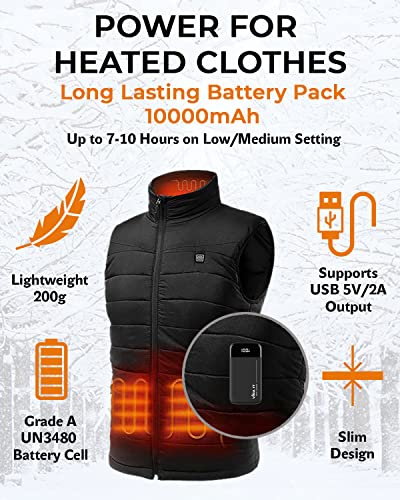 POWER FOR
HEATED CLOTHES
Long Lasting Battery Pack
10000mAh
Up to 7-10 Hours on Low/Medium Setting
Lightweight
200g
Supports
USB 5V/2A
Output
Grade A
UN3480
Battery Cell
Slim
Design